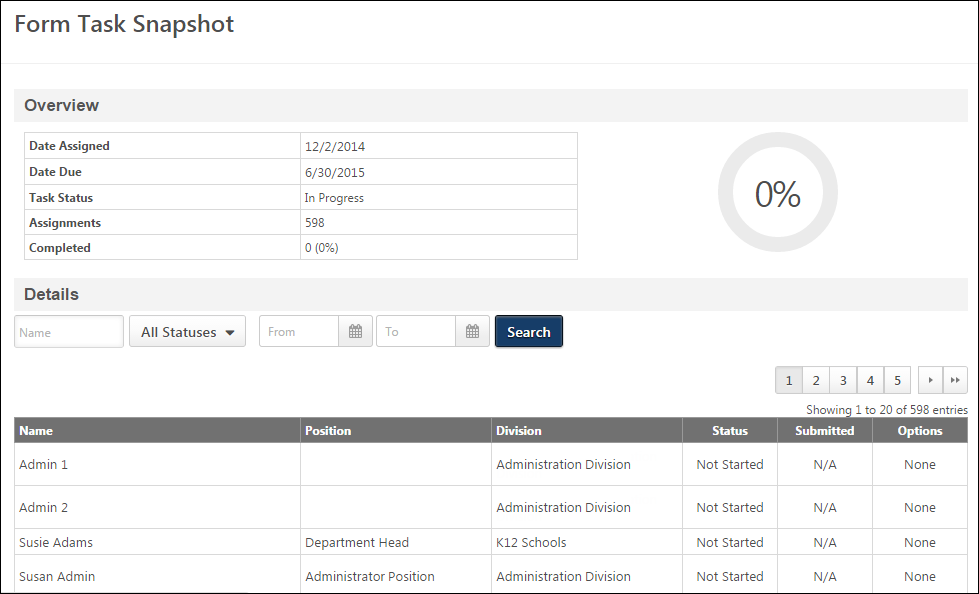 Form Task Snapshot
Overview
Date Assigned 12/2/2014
Date Due 6/30/2015
Task Status In Progress
Assignments 598
Completed 0 (0%)
0%
Details
Name All Statuses From To Search
1 2 3 4 5
Showing 1 to 20 of 598 entries
Name Position Division Status Submitted Options
Admin 1 Administration Division Not Started N/A None
Admin 2 Administration Division Not Started N/A None
Susie Adams Department Head K12 Schools Not Started N/A None
Susan Admin Administrator Position Administration Division Not Started N/A None